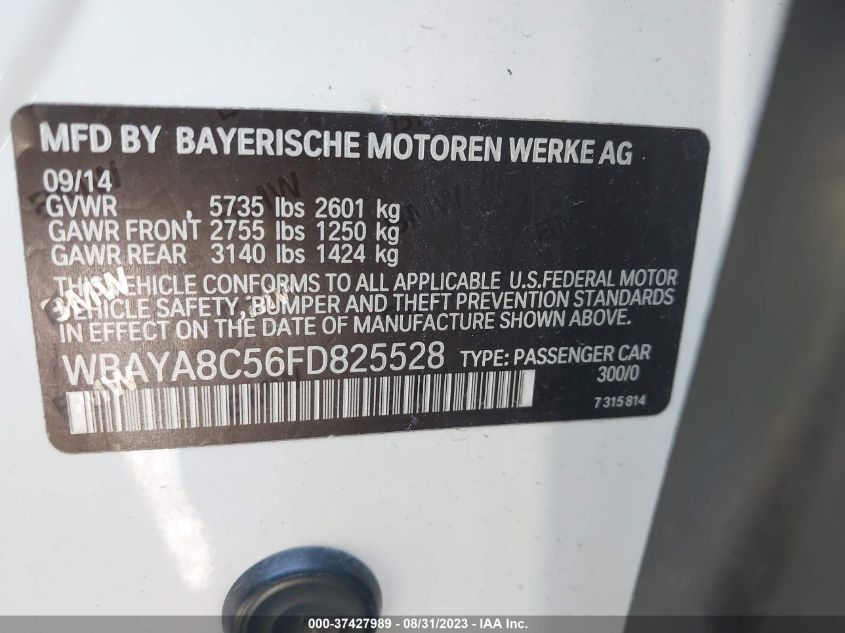 MFD BY BAYERISCHE MOTOREN WERKE AG
09/14
GVWR 5735 lbs 2601 kg
GAWR FRONT 2755 lbs 1250 kg
GAWR REAR 3140 lbs 1424 kg
THIS VEHICLE CONFORMS TO ALL APPLICABLE U.S.FEDERAL MOTOR
VEHICLE SAFETY, BUMPER AND THEFT PREVENTION STANDARDS
IN EFFECT ON THE DATE OF MANUFACTURE SHOWN ABOVE.
WBAYA8C56FD825528 TYPE: PASSENGER CAR
300/0
7 315 814
BMW
BMW
BMW
000-37427989 - 08/31/2023 - IAA Inc.